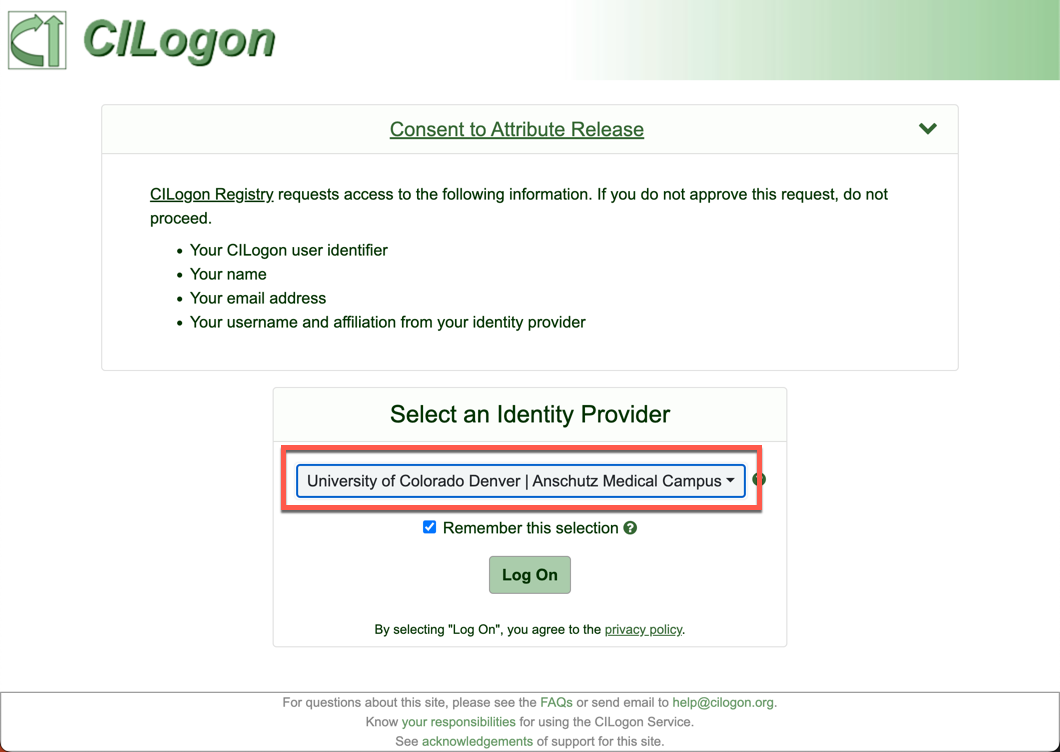 CILogon
Consent to Attribute Release
CILogon Registry requests access to the following information. If you do not approve this request, do not
proceed.
• Your CILogon user identifier
• Your name
• Your email address
• Your username and affiliation from your identity provider
Select an Identity Provider
University of Colorado Denver | Anschutz Medical Campus
Remember this selection ?
Log On
By selecting "Log On", you agree to the privacy policy.
For questions about this site, please see the FAQs or send email to help@cilogon.org.
Know your responsibilities for using the CILogon Service.
See acknowledgements of support for this site.